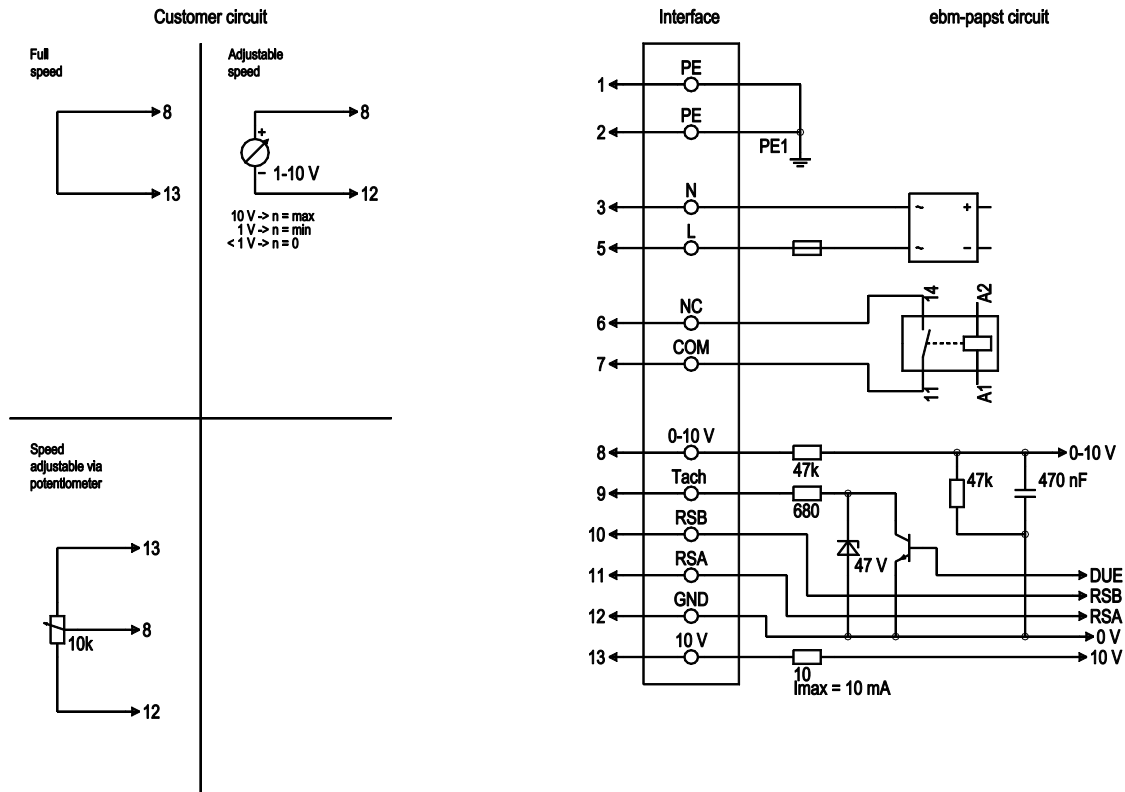 Customer circuit
Interface
ebm-papst circuit
Full
speed
8
13
Adjustable
speed
8
+
–
1-10 V
12
10 V -> n = max
1 V -> n = min
< 1 V -> n = 0
Speed
adjustable via
potentiometer
13
8
10k
12
1
PE
2
PE
PE1
3
N
~
+
5
L
~
–
6
NC
14
A2
7
COM
11
A1
8
0-10 V
47k
47k
470 nF
0-10 V
9
Tach
680
10
RSB
47 V
11
RSA
DUE
RSB
12
GND
RSA
0 V
13
10 V
10
Imax = 10 mA
10 V